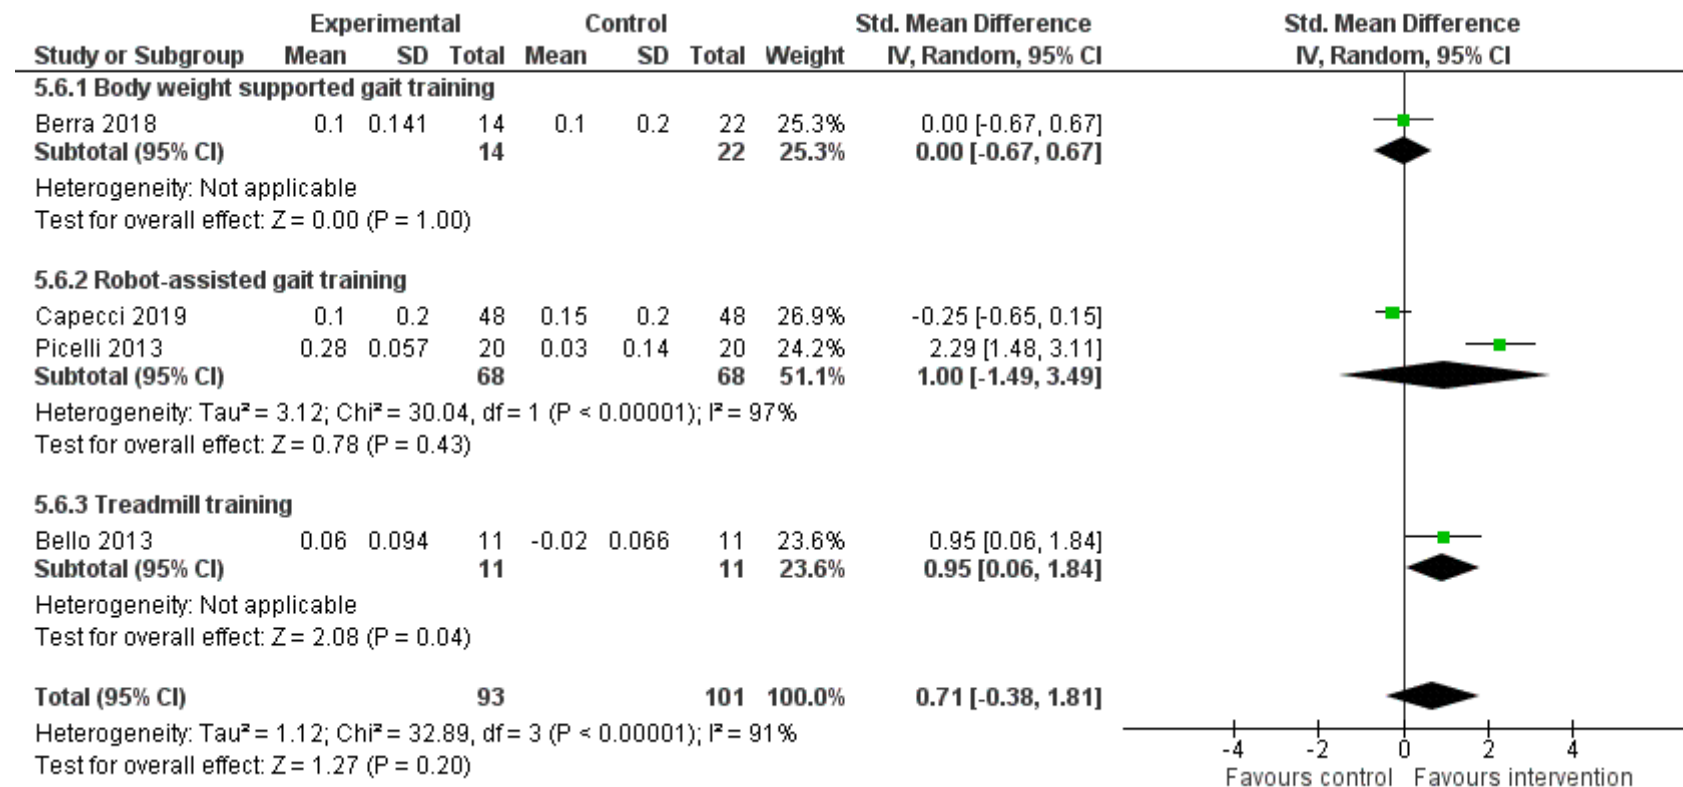 Experimental Control Std. Mean Difference Std. Mean Difference
Study or Subgroup Mean SD Total Mean SD Total Weight IV, Random, 95% CI IV, Random, 95% CI
5.6.1 Body weight supported gait training
Berra 2018 0.1 0.141 14 0.1 0.2 22 25.3% 0.00 [-0.67, 0.67]
Subtotal (95% CI) 14 22 25.3% 0.00 [-0.67, 0.67]
Heterogeneity: Not applicable
Test for overall effect: Z = 0.00 (P = 1.00)
5.6.2 Robot-assisted gait training
Capecci 2019 0.1 0.2 48 0.15 0.2 48 26.9% -0.25 [-0.65, 0.15]
Picelli 2013 0.28 0.057 20 0.03 0.14 20 24.2% 2.29 [1.48, 3.11]
Subtotal (95% CI) 68 68 51.1% 1.00 [-1.49, 3.49]
Heterogeneity: Tau² = 3.12; Chi² = 30.04, df = 1 (P < 0.00001); I² = 97%
Test for overall effect: Z = 0.78 (P = 0.43)
5.6.3 Treadmill training
Bello 2013 0.06 0.094 11 -0.02 0.066 11 23.6% 0.95 [0.06, 1.84]
Subtotal (95% CI) 11 11 23.6% 0.95 [0.06, 1.84]
Heterogeneity: Not applicable
Test for overall effect: Z = 2.08 (P = 0.04)
Total (95% CI) 93 101 100.0% 0.71 [-0.38, 1.81]
Heterogeneity: Tau² = 1.12; Chi² = 32.89, df = 3 (P < 0.00001); I² = 91%
Test for overall effect: Z = 1.27 (P = 0.20)
-4 -2 0 2 4
Favours control Favours intervention